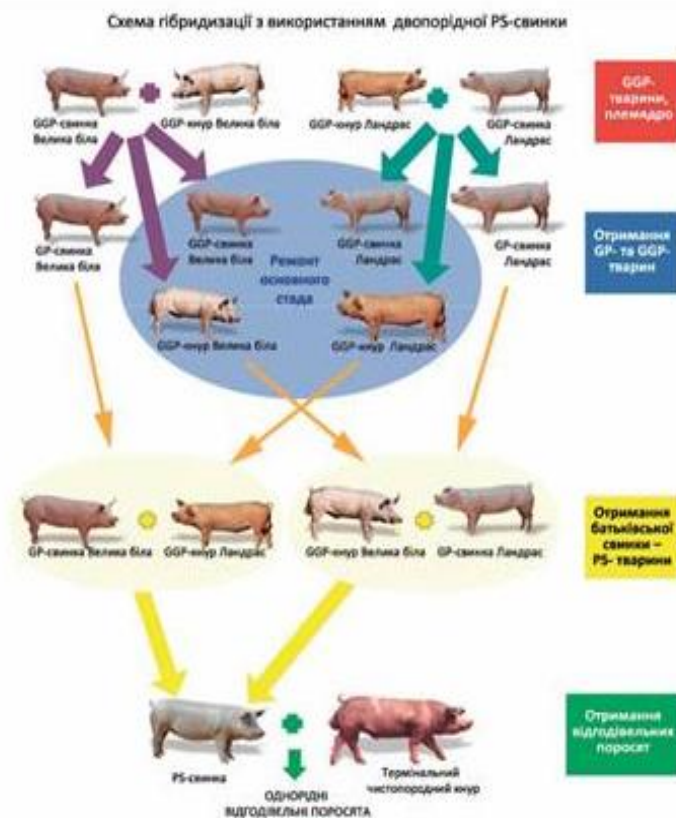 Схема гібридизації з використанням двопорідної PS-свинки
GGP-свинка
Велика біла
GGP-кнур Велика біла
GGP-кнур Ландрас
GGP-свинка
Ландрас
GGP-
тварини,
племядро
GP-свинка
Велика біла
GGP-свинка
Велика біла
GGP-свинка
Ландрас
GP-свинка
Ландрас
Ремонт
основного
стада
GGP-кнур Велика біла
GGP-кнур Ландрас
Отримання
GP- та GGP-
тварин
GP-свинка Велика біла
GGP-кнур Ландрас
GGP-кнур Велика біла
GP-свинка Ландрас
Отримання
батьківської
свинки –
PS- тварини
PS-свинка
Термінальний
чистопородний кнур
ОДНОРІДНІ
ВІДГОДІВЕЛЬНІ ПОРОСЯТА
Отримання
відгодівельних
поросят